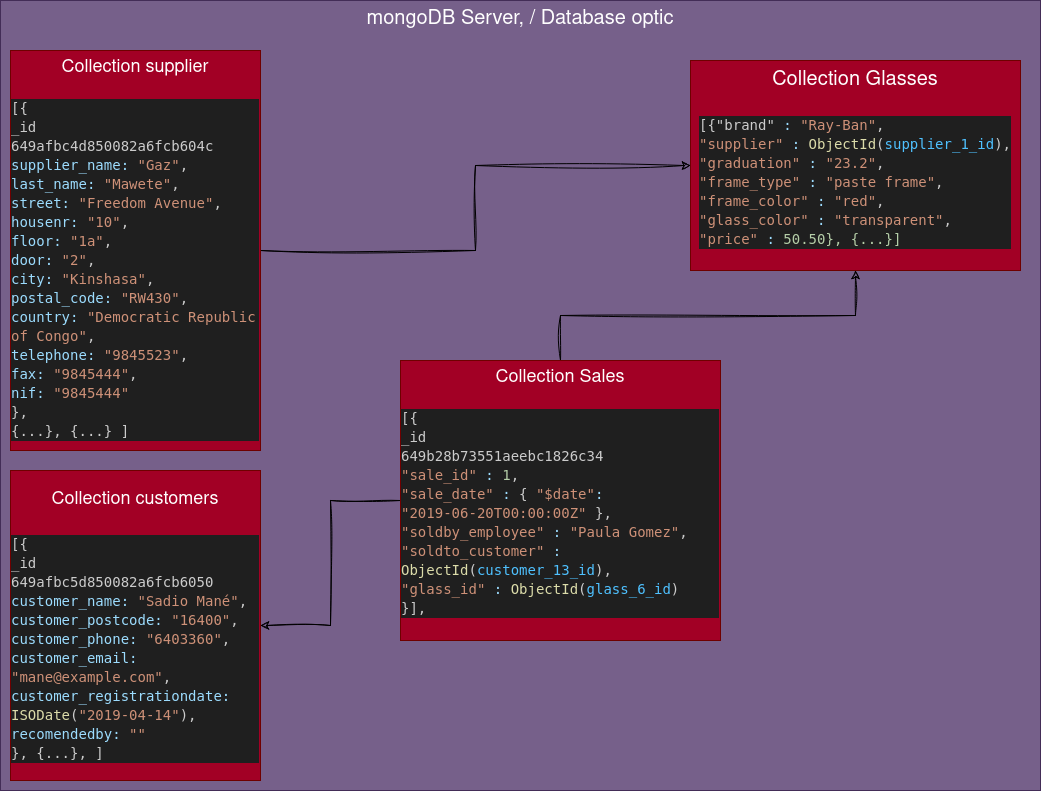 mongoDB Server, / Database optic
Collection supplier
[{
_id
649afbc4d850082a6fcb604c
supplier_name: "Gaz",
last_name: "Mawete",
street: "Freedom Avenue",
housenr: "10",
floor: "1a",
door: "2",
city: "Kinshasa",
postal_code: "RW430",
country: "Democratic Republic
of Congo",
telephone: "9845523",
fax: "9845444",
nif: "9845444"
},
{...}, {...} ]
Collection Glasses
[{"brand" : "Ray-Ban",
"supplier" : ObjectId(supplier_1_id),
"graduation" : "23.2",
"frame_type" : "paste frame",
"frame_color" : "red",
"glass_color" : "transparent",
"price" : 50.50}, {...}]
Collection Sales
[{
_id
649b28b73551aeebc1826c34
"sale_id" : 1,
"sale_date" : { "$date":
"2019-06-20T00:00:00Z" },
"soldby_employee" : "Paula Gomez",
"soldto_customer" :
ObjectId(customer_13_id),
"glass_id" : ObjectId(glass_6_id)
}],
Collection customers
[{
_id
649afbc5d850082a6fcb6050
customer_name: "Sadio Mané",
customer_postcode: "16400",
customer_phone: "6403360",
customer_email:
"mane@example.com",
customer_registrationdate:
ISODate("2019-04-14"),
recomendedby: ""
}, {...}, ]